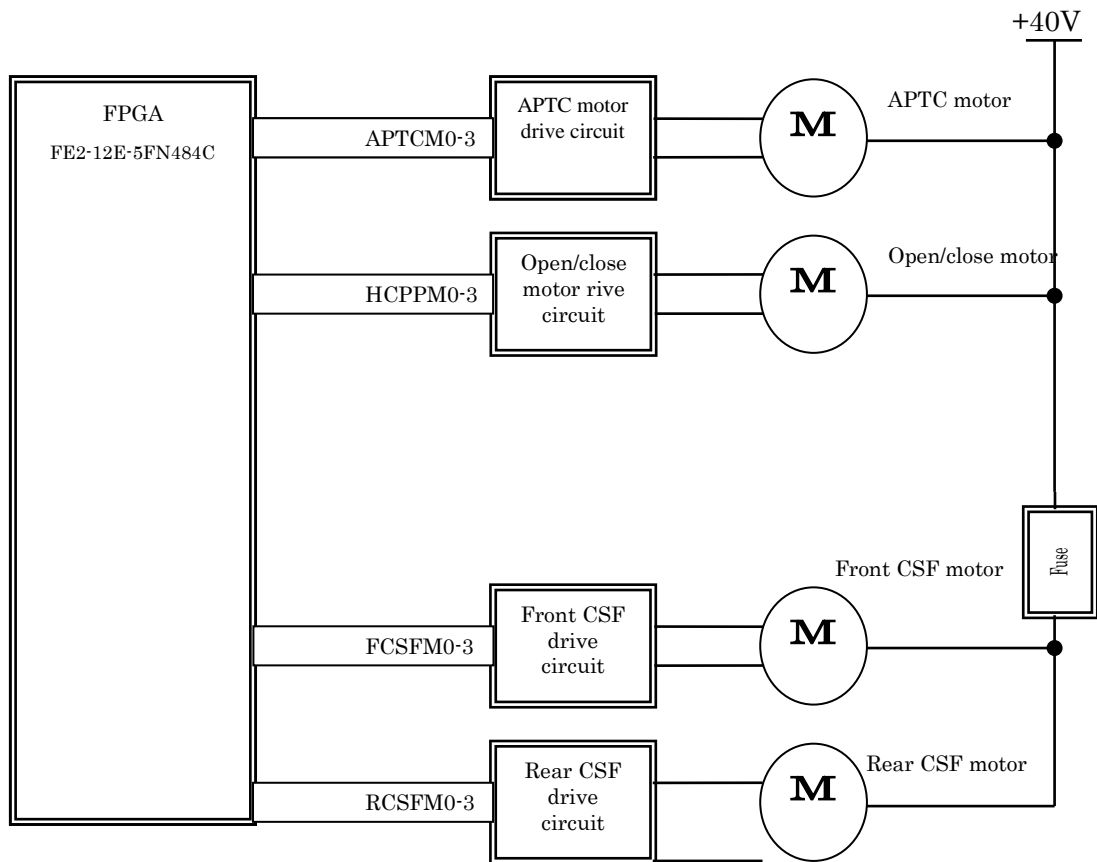 +40V
FPGA
FE2-12E-5FN484C
APTCM0-3
APTC motor
drive circuit
M
APTC motor
HCPPM0-3
Open/close
motor rive
circuit
M
Open/close motor
Fuse
FCSFM0-3
Front CSF
drive
circuit
M
Front CSF motor
RCSFM0-3
Rear CSF
drive
circuit
M
Rear CSF motor